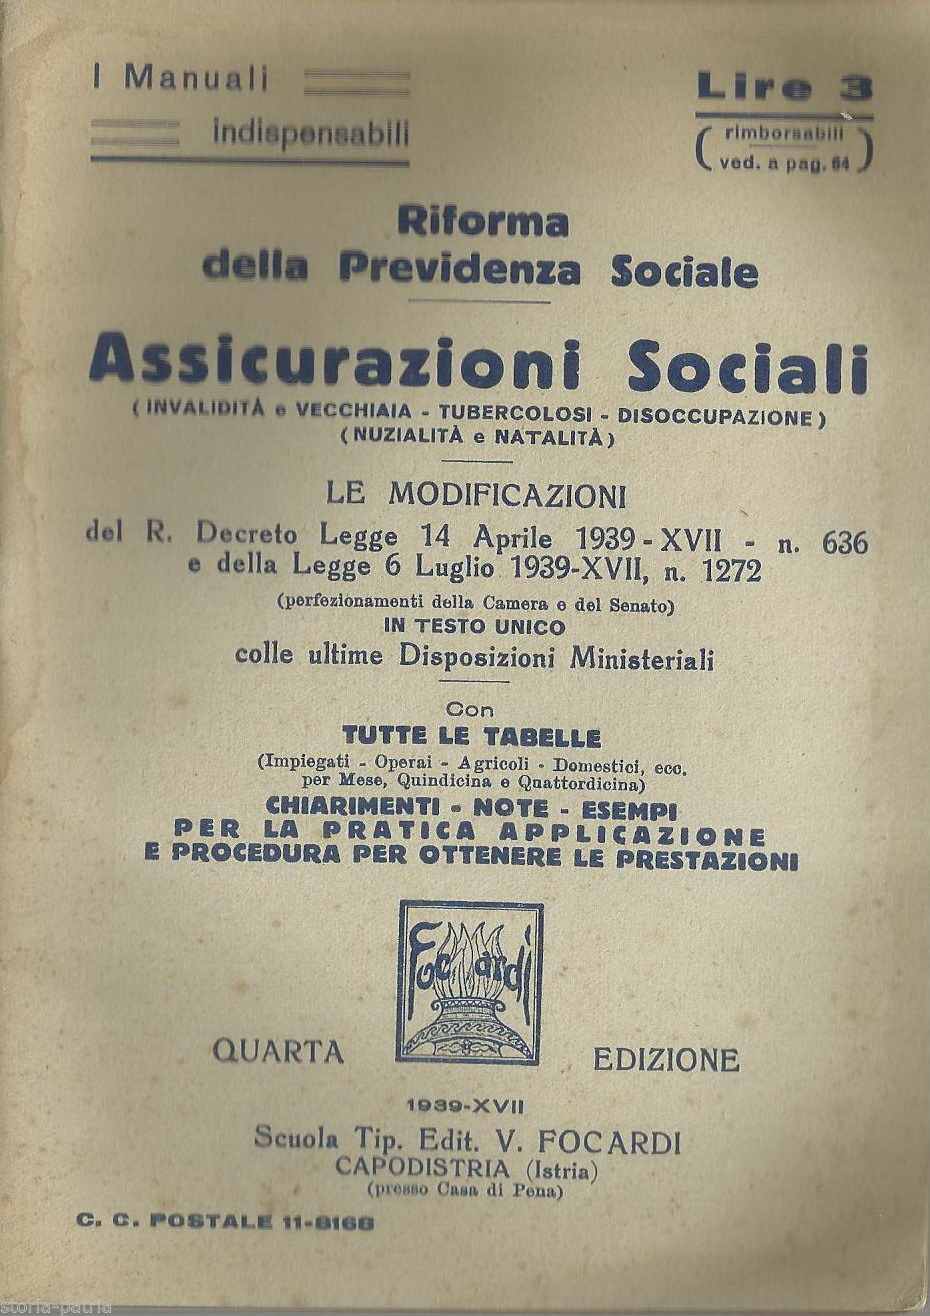 I Manuali
indispensabili
Lire 3
(rimborsabili
ved. a pag. 64)
Riforma
della Previdenza Sociale
Assicurazioni Sociali
(INVALIDITÀ e VECCHIAIA - TUBERCOLOSI - DISOCCUPAZIONE)
(NUZIALITÀ e NATALITÀ)
LE MODIFICAZIONI
del R. Decreto Legge 14 Aprile 1939 - XVII - n. 636
e della Legge 6 Luglio 1939-XVII, n. 1272
(perfezionamenti della Camera e del Senato)
IN TESTO UNICO
colle ultime Disposizioni Ministeriali
Con
TUTTE LE TABELLE
(Impiegati - Operai - Agricoli - Domestici, ecc.
per Mese, Quindicina e Quattordicina)
CHIARIMENTI - NOTE - ESEMPI
PER LA PRATICA APPLICAZIONE
E PROCEDURA PER OTTENERE LE PRESTAZIONI
Focardi
QUARTA EDIZIONE
1939-XVII
Scuola Tip. Edit. V. FOCARDI
CAPODISTRIA (Istria)
(presso Casa di Pena)
C. C. POSTALE 11-8168
storia-patria